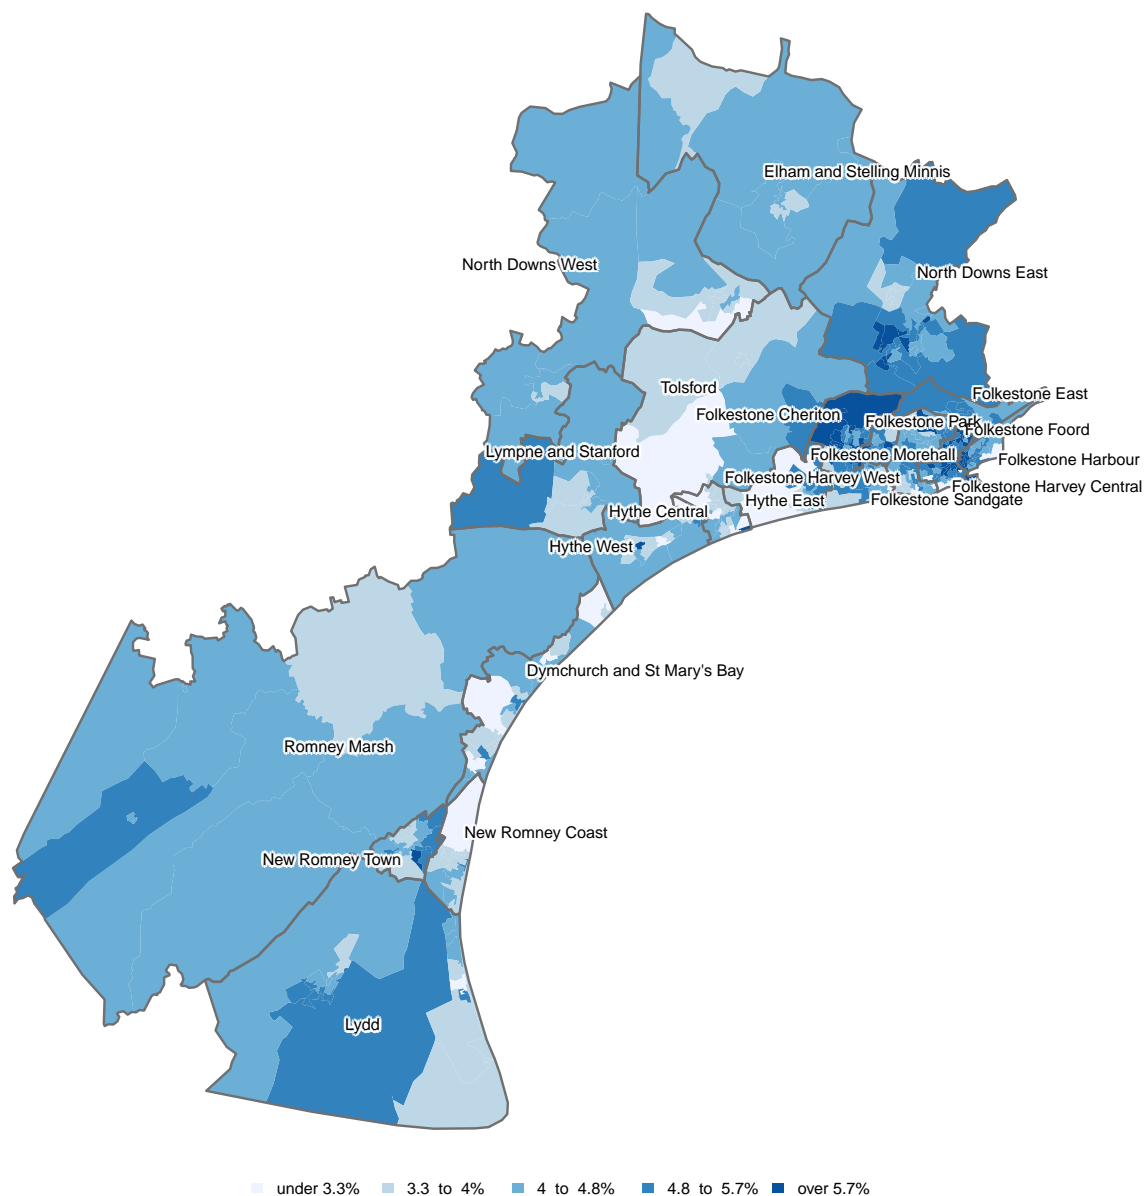 Elham and Stelling Minnis
North Downs West
North Downs East
Tolsford
Folkestone East
Folkestone Cheriton
Folkestone Park
Folkestone Foord
Lympne and Stanford
Folkestone Morehall
Folkestone Harbour
Folkestone Harvey West
Folkestone Harvey Central
Hythe East
Folkestone Sandgate
Hythe Central
Hythe West
Dymchurch and St Mary's Bay
Romney Marsh
New Romney Coast
New Romney Town
Lydd
under 3.3%
3.3 to 4%
4 to 4.8%
4.8 to 5.7%
over 5.7%